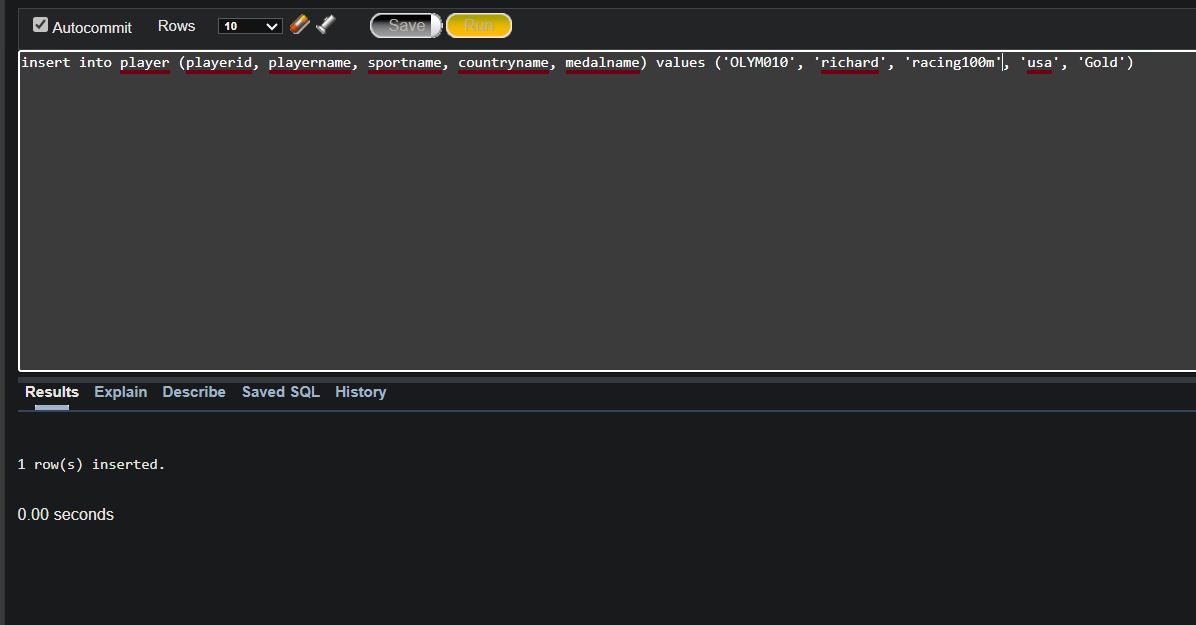 Autocommit Rows 10 Save Run
insert into player (playerid, playername, sportname, countryname, medalname) values ('OLYM010', 'richard', 'racing100m', 'usa', 'Gold')
Results Explain Describe Saved SQL History
1 row(s) inserted.
0.00 seconds